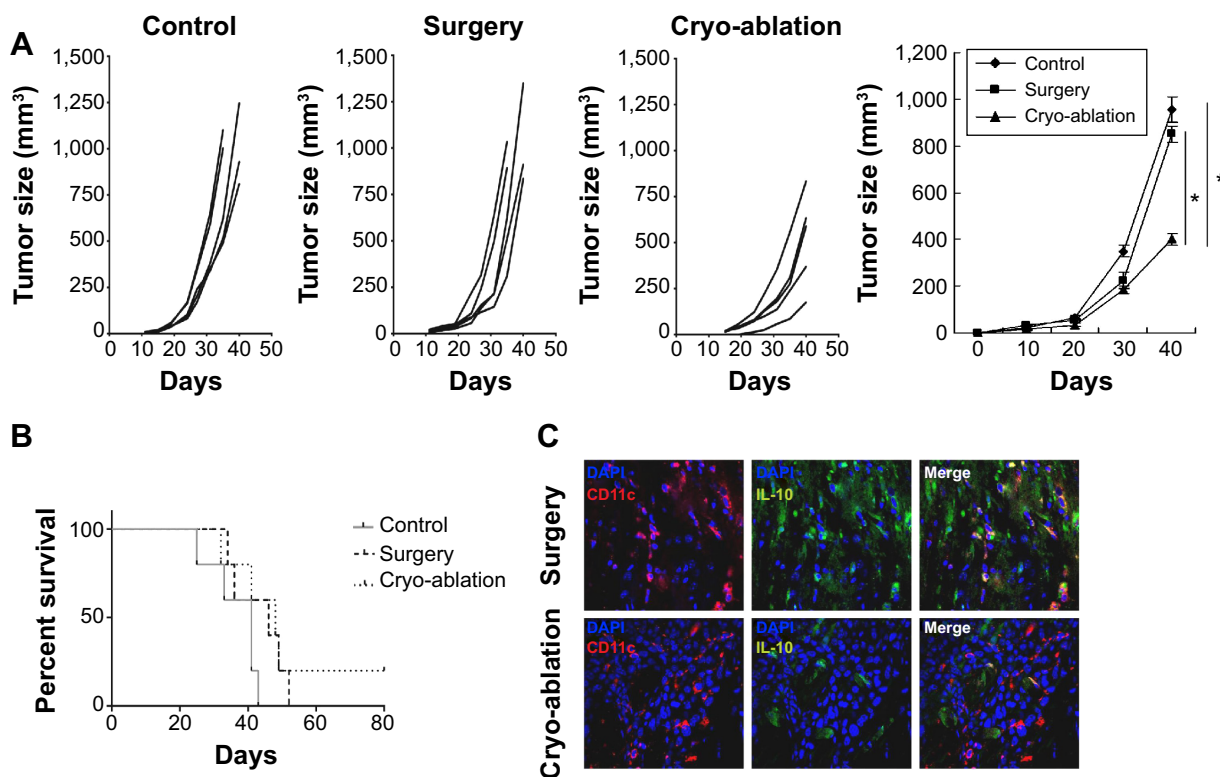 A
Control
Tumor size (mm³)
1,500
1,250
1,000
750
500
250
0
0 10 20 30 40 50
Days
Surgery
Tumor size (mm³)
1,500
1,250
1,000
750
500
250
0
0 10 20 30 40 50
Days
Cryo-ablation
Tumor size (mm³)
1,500
1,250
1,000
750
500
250
0
0 10 20 30 40 50
Days
Tumor size (mm³)
1,200
1,000
800
600
400
200
0
0 10 20 30 40
Days
Control
Surgery
Cryo-ablation
*
*
B
Percent survival
100
50
0
0 20 40 60 80
Days
Control
Surgery
Cryo-ablation
C
Surgery
DAPI
CD11c
DAPI
IL-10
Merge
Cryo-ablation
DAPI
CD11c
DAPI
IL-10
Merge